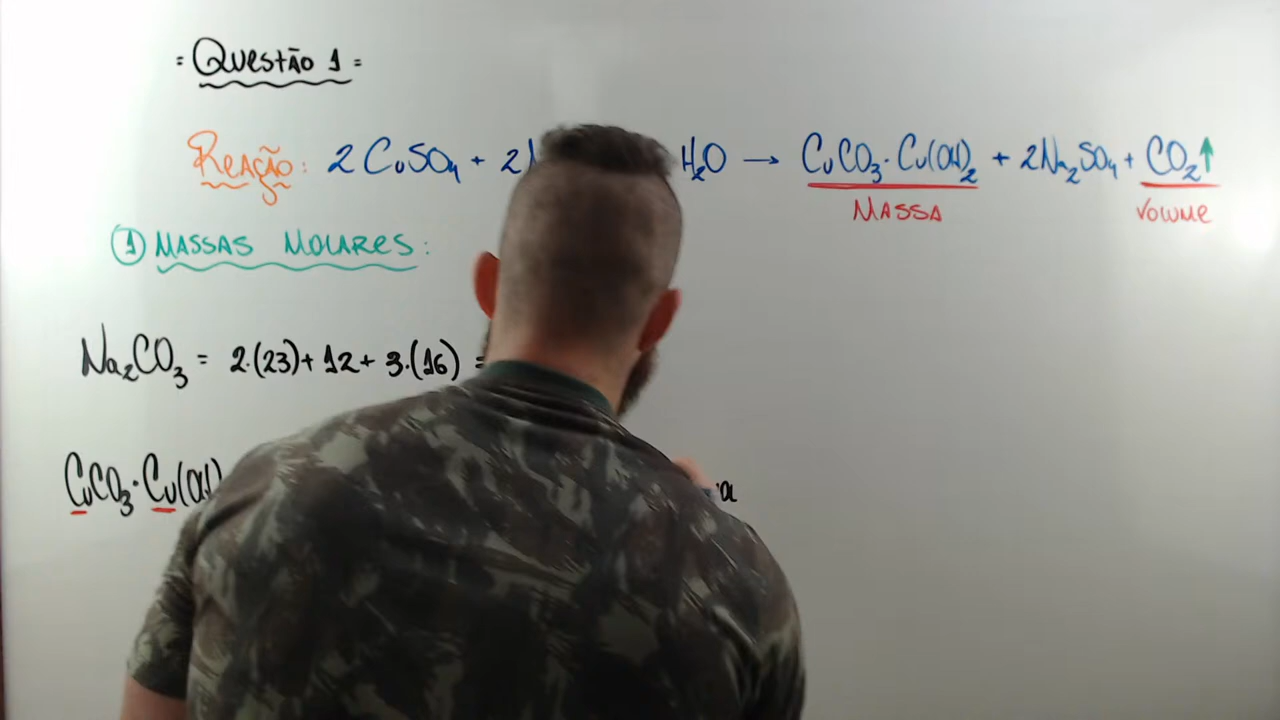 = Questão 1 =
Reação: 2 CuSO₄ + 2 H₂O → CuCO₃·Cu(OH)₂ + 2Na₂SO₄ + CO₂↑
MASSA VOLUME
① MASSAS MOLARES:
Na₂CO₃ = 2·(23) + 12 + 3·(16) =
CuCO₃·Cu(OH)